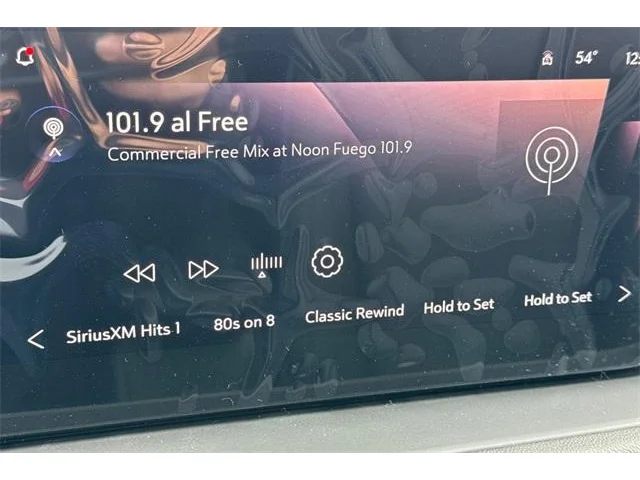 54° 12:
101.9 al Free
Commercial Free Mix at Noon Fuego 101.9
SiriusXM Hits 1 80s on 8 Classic Rewind Hold to Set Hold to Set